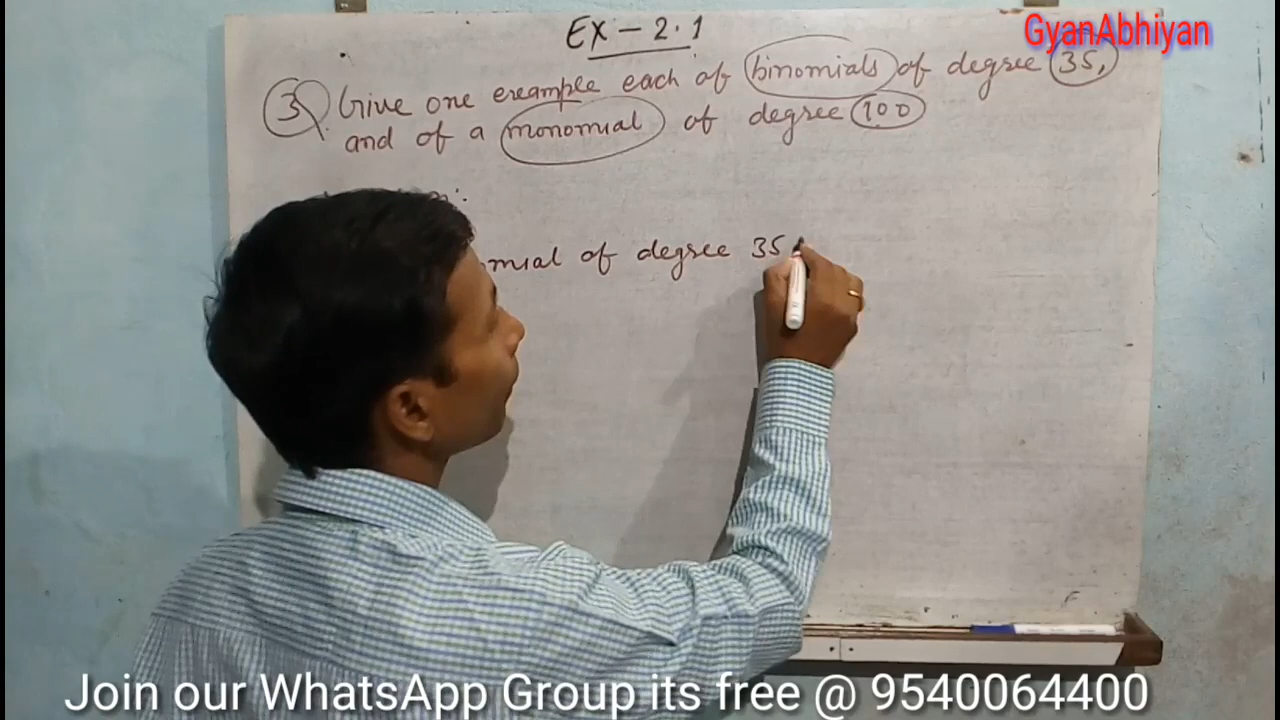 GyanAbhiyan
EX - 2.1
3 Give one example each of binomials of degree 35,
and of a monomial of degree 100
mial of degree 35
Join our WhatsApp Group its free @ 9540064400